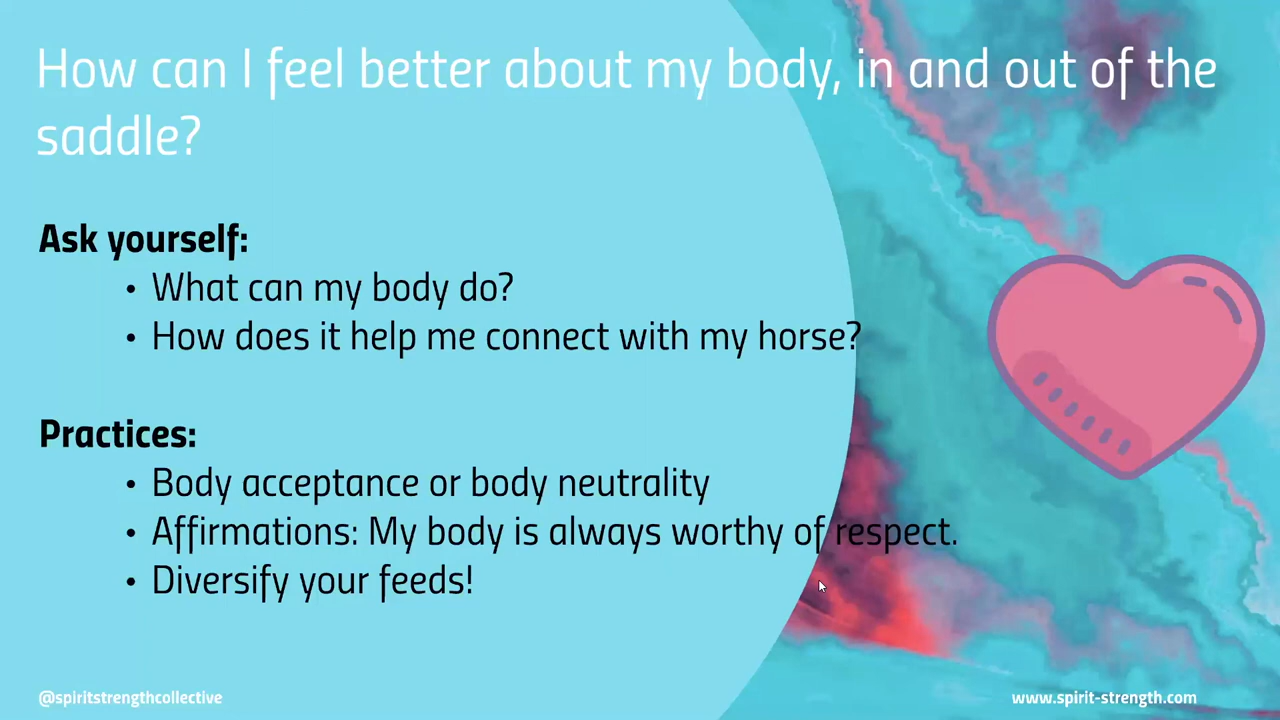 How can I feel better about my body, in and out of the
saddle?
Ask yourself:
• What can my body do?
• How does it help me connect with my horse?
Practices:
• Body acceptance or body neutrality
• Affirmations: My body is always worthy of respect.
• Diversify your feeds!
@spiritstrengthcollective
www.spirit-strength.com